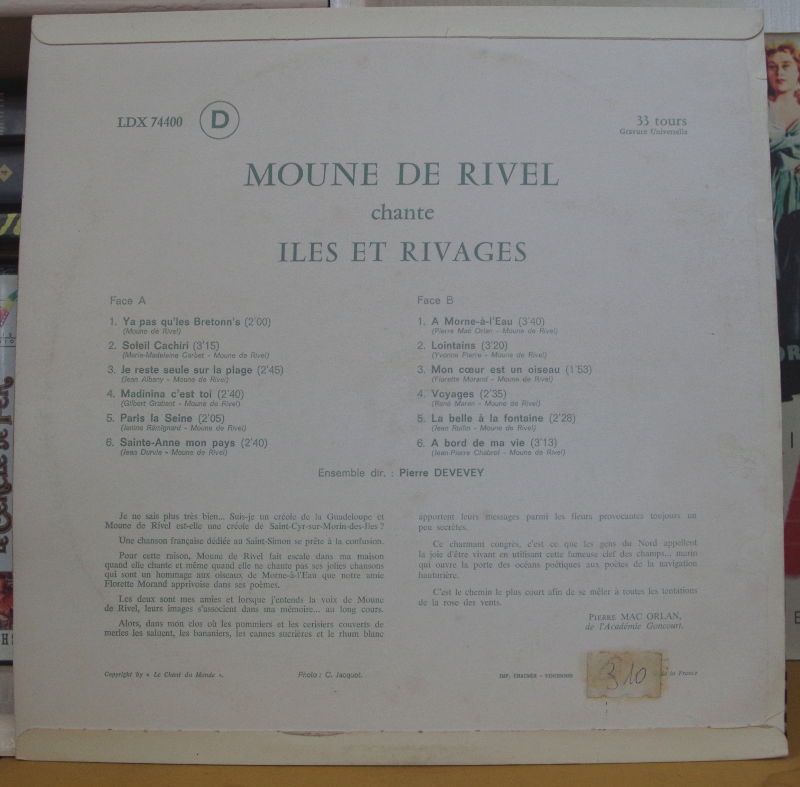 LDX 74400 D
33 tours
Gravure Universelle
MOUNE DE RIVEL
chante
ILES ET RIVAGES
Face A
1. Ya pas qu'les Bretonn's (2'00)
(Moune de Rivel)
2. Soleil Cachiri (3'15)
(Marie-Madeleine Carbet - Moune de Rivel)
3. Je reste seule sur la plage (2'45)
(Jean Albany - Moune de Rivel)
4. Madinina c'est toi (2'40)
(Gilbert Gratiant - Moune de Rivel)
5. Paris la Seine (2'05)
(Janine Rémignard - Moune de Rivel)
6. Sainte-Anne mon pays (2'40)
(Jean Durvie - Moune de Rivel)
Face B
1. A Morne-à-l'Eau (3'40)
(Pierre Mac Orlan - Moune de Rivel)
2. Lointains (3'20)
(Yvonne Pierre - Moune de Rivel)
3. Mon cœur est un oiseau (1'53)
(Florette Morand - Moune de Rivel)
4. Voyages (2'35)
(René Maran - Moune de Rivel)
5. La belle à la fontaine (2'28)
(Jean Rollin - Moune de Rivel)
6. A bord de ma vie (3'13)
(Jean-Pierre Chabrol - Moune de Rivel)
Ensemble dir. : Pierre DEVEVEY
Je ne sais plus très bien... Suis-je un créole de la Guadeloupe et
Moune de Rivel est-elle une créole de Saint-Cyr-sur-Morin-des-Iles ?
Une chanson française dédiée au Saint-Simon se prête à la confusion.
Pour cette raison, Moune de Rivel fait escale dans ma maison
quand elle chante et même quand elle ne chante pas ses jolies chansons
qui sont un hommage aux oiseaux de Morne-à-l'Eau que notre amie
Florette Morand apprivoise dans ses poèmes.
Les deux sont mes amies et lorsque j'entends la voix de Moune
de Rivel, leurs images s'associent dans ma mémoire... au long cours.
Alors, dans mon clos où les pommiers et les cerisiers couverts de
merles les saluent, les bananiers, les cannes sucrières et le rhum blanc
apportent leurs messages parmi les fleurs provocantes toujours un
peu secrètes.
Ce charmant congrès, c'est ce que les gens du Nord appellent
la joie d'être vivant en utilisant cette fameuse clef des champs... marin
qui ouvre la porte des océans poétiques aux poètes de la navigation
hauturière.
C'est le chemin le plus court afin de se mêler à toutes les tentations
de la rose des vents.
PIERRE MAC ORLAN,
de l'Académie Goncourt.
Copyright by « Le Chant du Monde ».
Photo : C. Jacquot.
IMP. CHAUMES - VINCENNES
310
in France